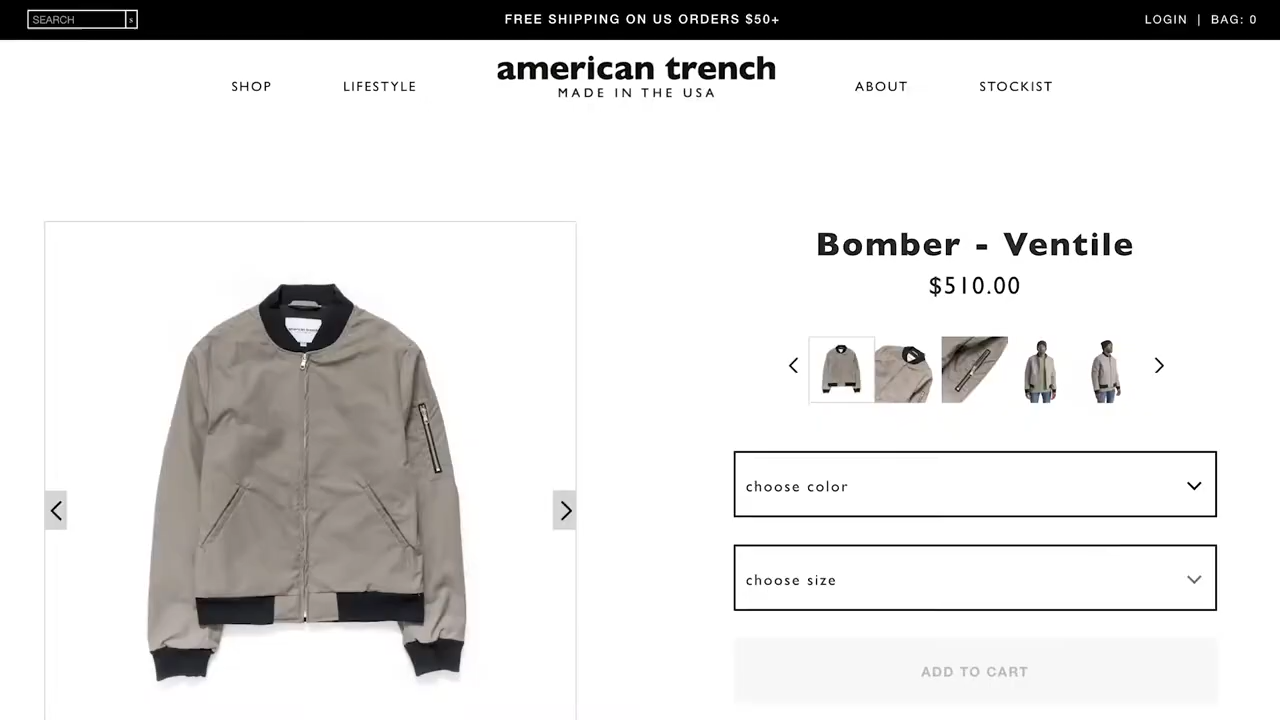 SEARCH
s
FREE SHIPPING ON US ORDERS $50+
LOGIN | BAG: 0
american trench
MADE IN THE USA
SHOP
LIFESTYLE
ABOUT
STOCKIST
Bomber - Ventile
$510.00
choose color
choose size
ADD TO CART